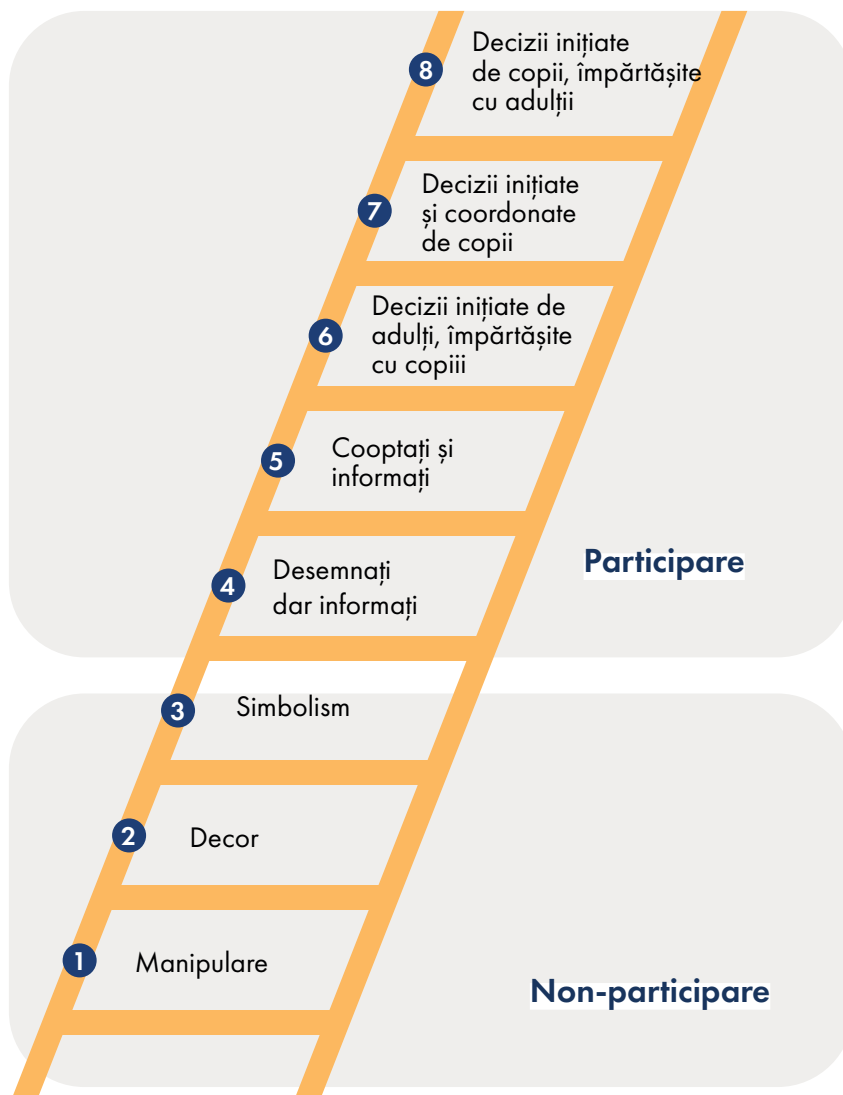 8
Decizii inițiate
de copii, împărtășite
cu adulții
7
Decizii inițiate
și coordonate
de copii
6
Decizii inițiate de
adulți, împărtășite
cu copiii
5
Cooptați și
informați
Participare
4
Desemnați
dar informați
3
Simbolism
2
Decor
1
Manipulare
Non-participare